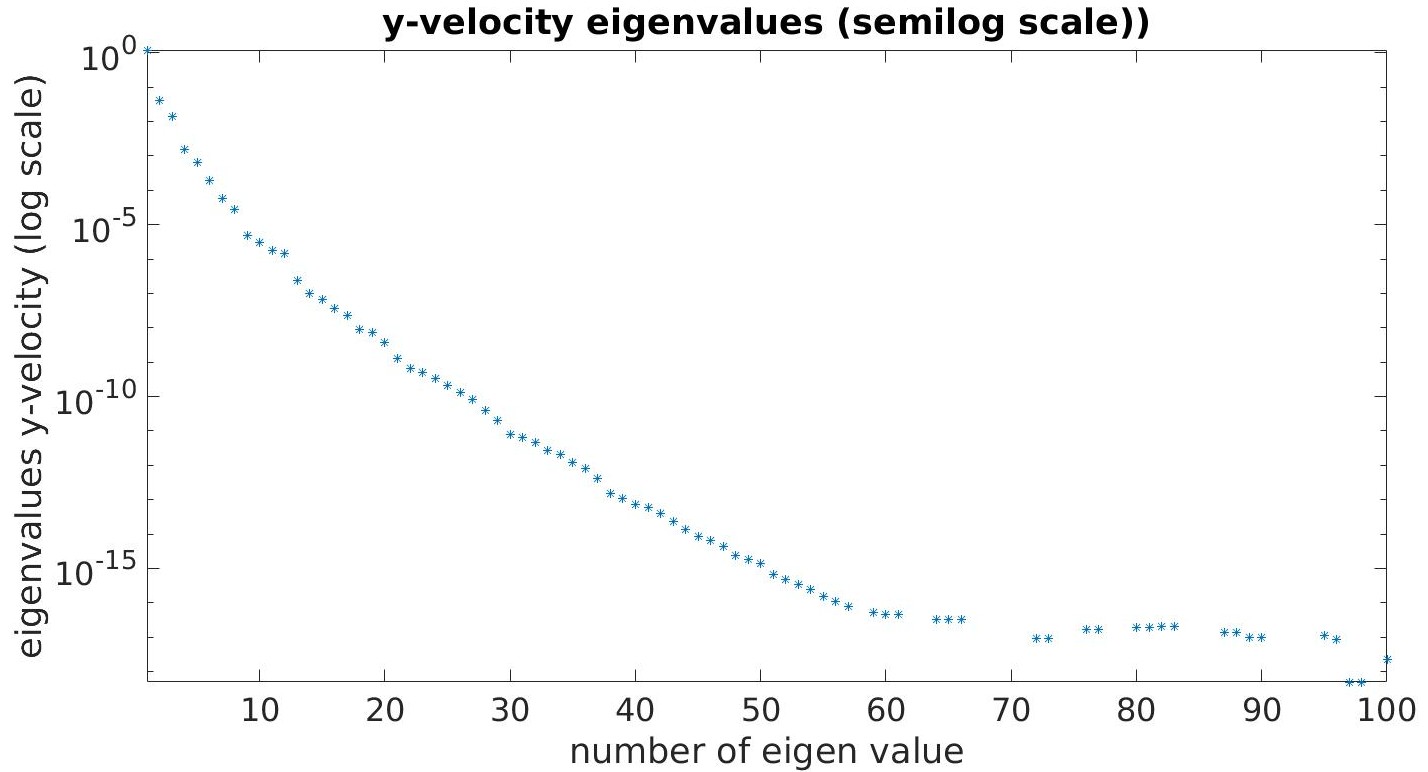 y-velocity eigenvalues (semilog scale))
eigenvalues y-velocity (log scale)
10^0
10^-5
10^-10
10^-15
10 20 30 40 50 60 70 80 90 100
number of eigen value